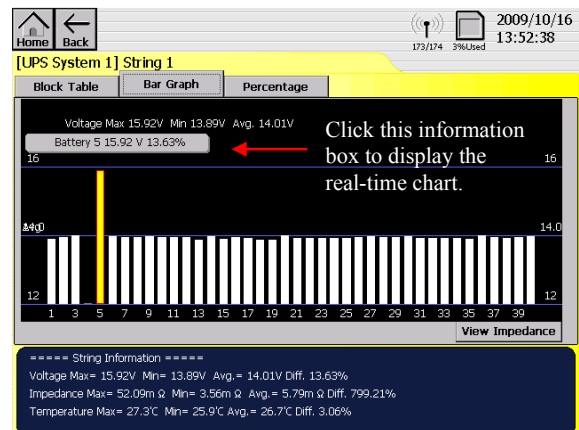 Home Back
173/174 3%Used
2009/10/16
13:52:38
[UPS System 1] String 1
Block Table Bar Graph Percentage
Voltage Max 15.92V Min 13.89V Avg. 14.01V
Battery 5 15.92 V 13.63%
Click this information
box to display the
real-time chart.
16 16
14.0
12 12
1 3 5 7 9 11 13 15 17 19 21 23 25 27 29 31 33 35 37 39
View Impedance
===== String Information =====
Voltage Max= 15.92V Min= 13.89V Avg.= 14.01V Diff. 13.63%
Impedance Max= 52.09m Ω Min= 3.56m Ω Avg.= 5.79m Ω Diff. 799.21%
Temperature Max= 27.3℃ Min= 25.9℃ Avg.= 26.7℃ Diff. 3.06%